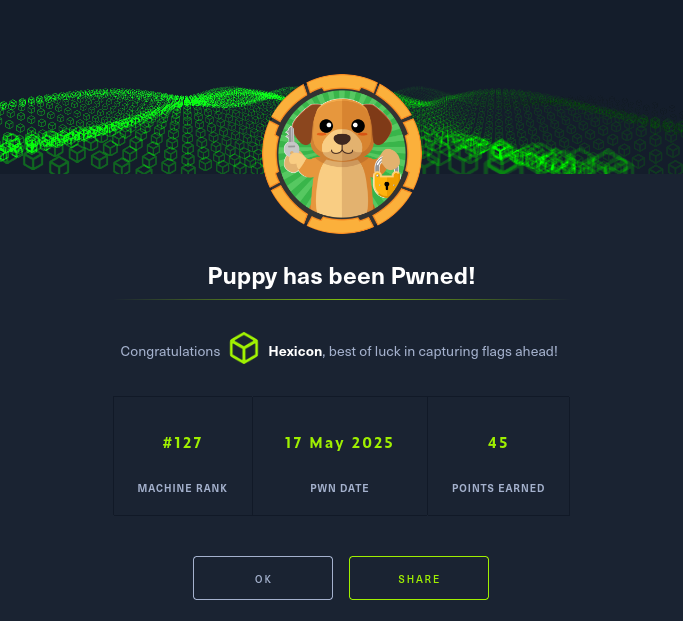 Puppy has been Pwned!
Congratulations Hexicon, best of luck in capturing flags ahead!
#127 17 May 2025 45
MACHINE RANK PWN DATE POINTS EARNED
OK SHARE